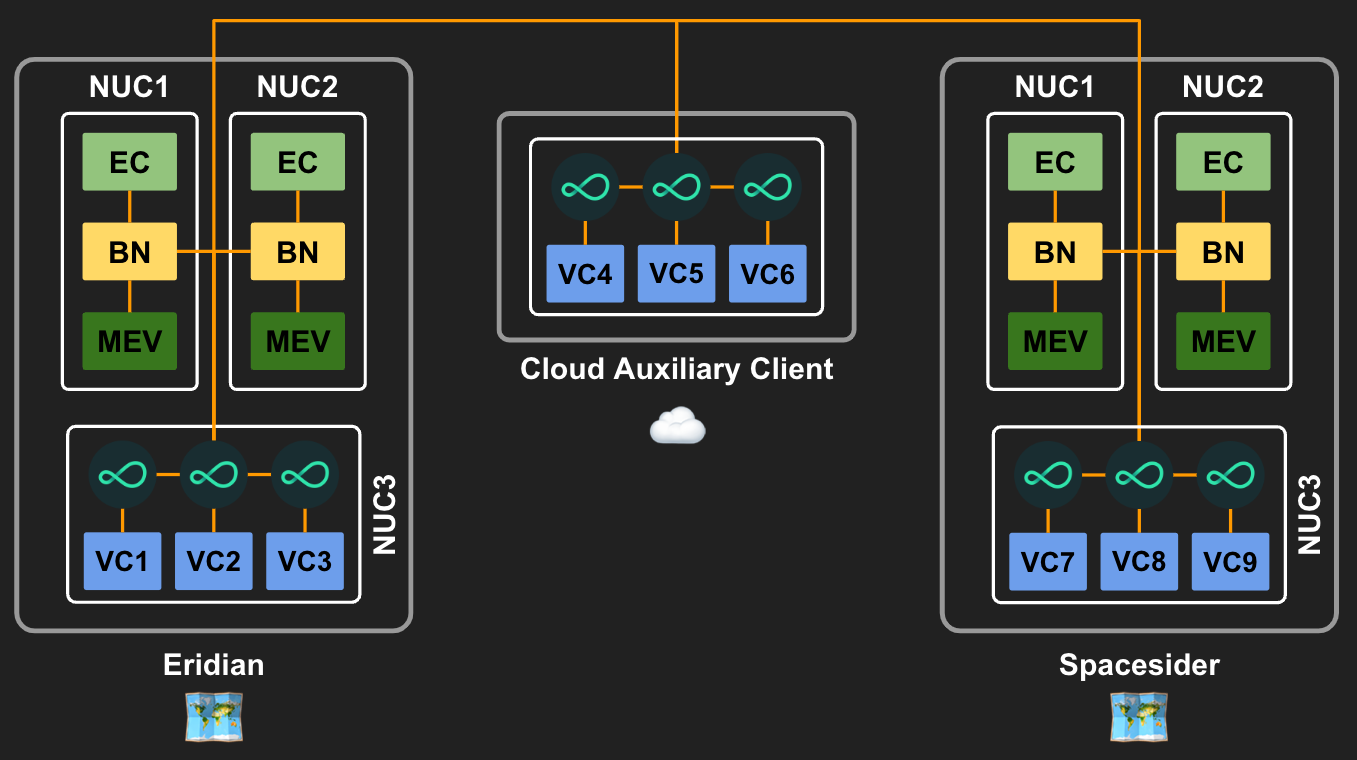 NUC1
NUC2
EC
EC
BN
BN
MEV
MEV
VC1
VC2
VC3
NUC3
Eridian
VC4
VC5
VC6
Cloud Auxiliary Client
NUC1
NUC2
EC
EC
BN
BN
MEV
MEV
VC7
VC8
VC9
NUC3
Spacesider